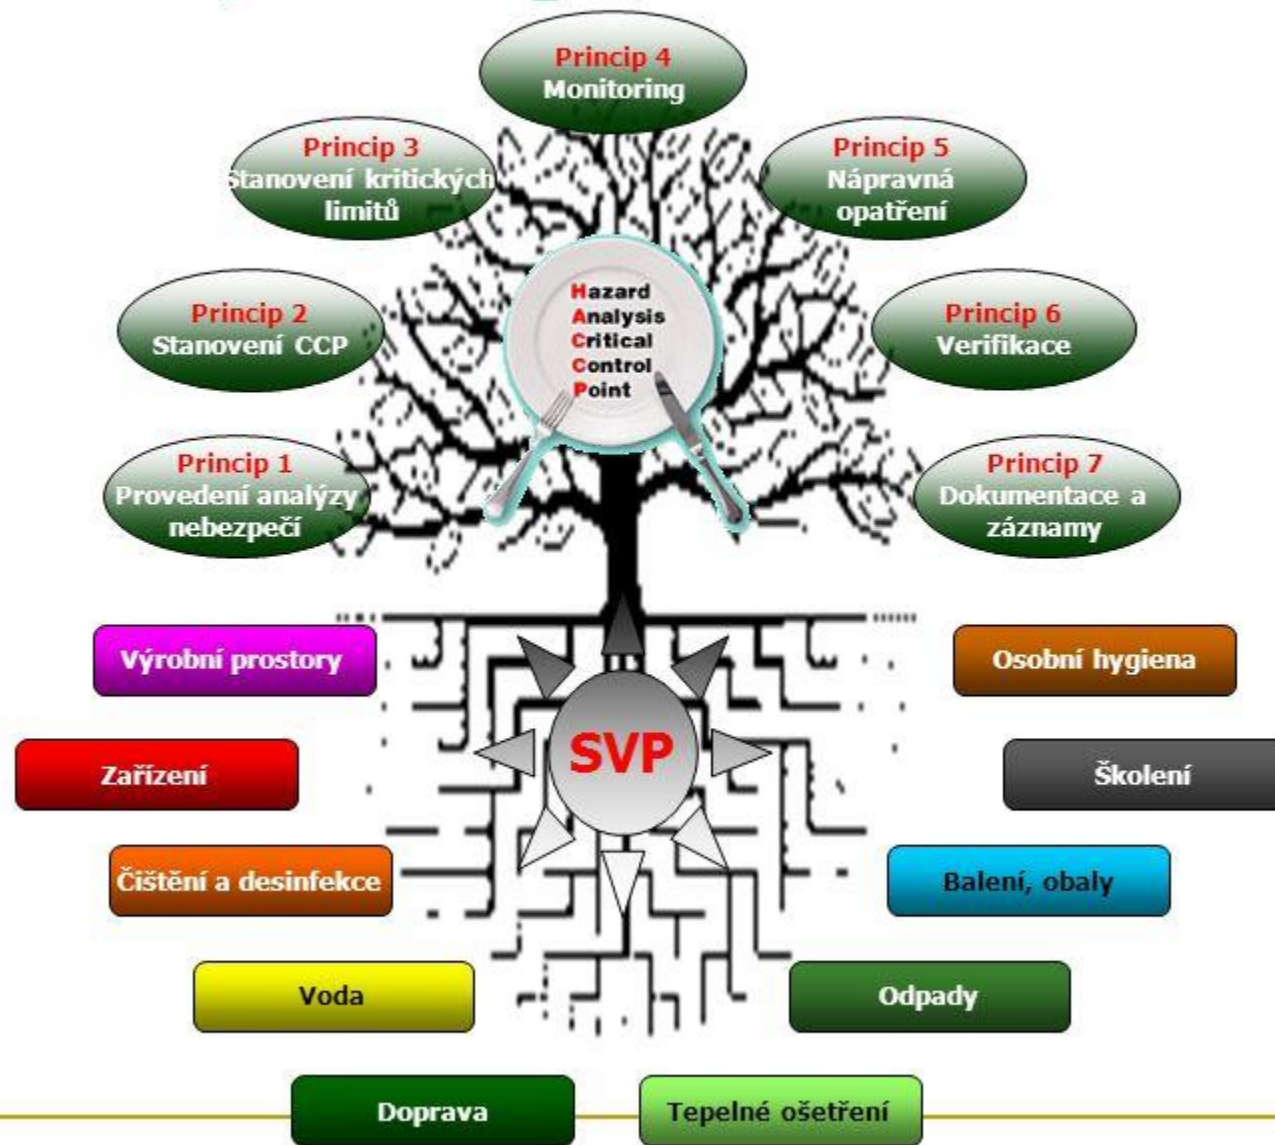 Princip 4
Monitoring
Princip 3
Stanovení kritických
limitů
Princip 5
Nápravná
opatření
Princip 2
Stanovení CCP
Hazard
Analysis
Critical
Control
Point
Princip 6
Verifikace
Princip 1
Provedení analýzy
nebezpečí
Princip 7
Dokumentace a
záznamy
Výrobní prostory
Osobní hygiena
SVP
Zařízení
Školení
Čištění a desinfekce
Balení, obaly
Voda
Odpady
Doprava
Tepelné ošetření